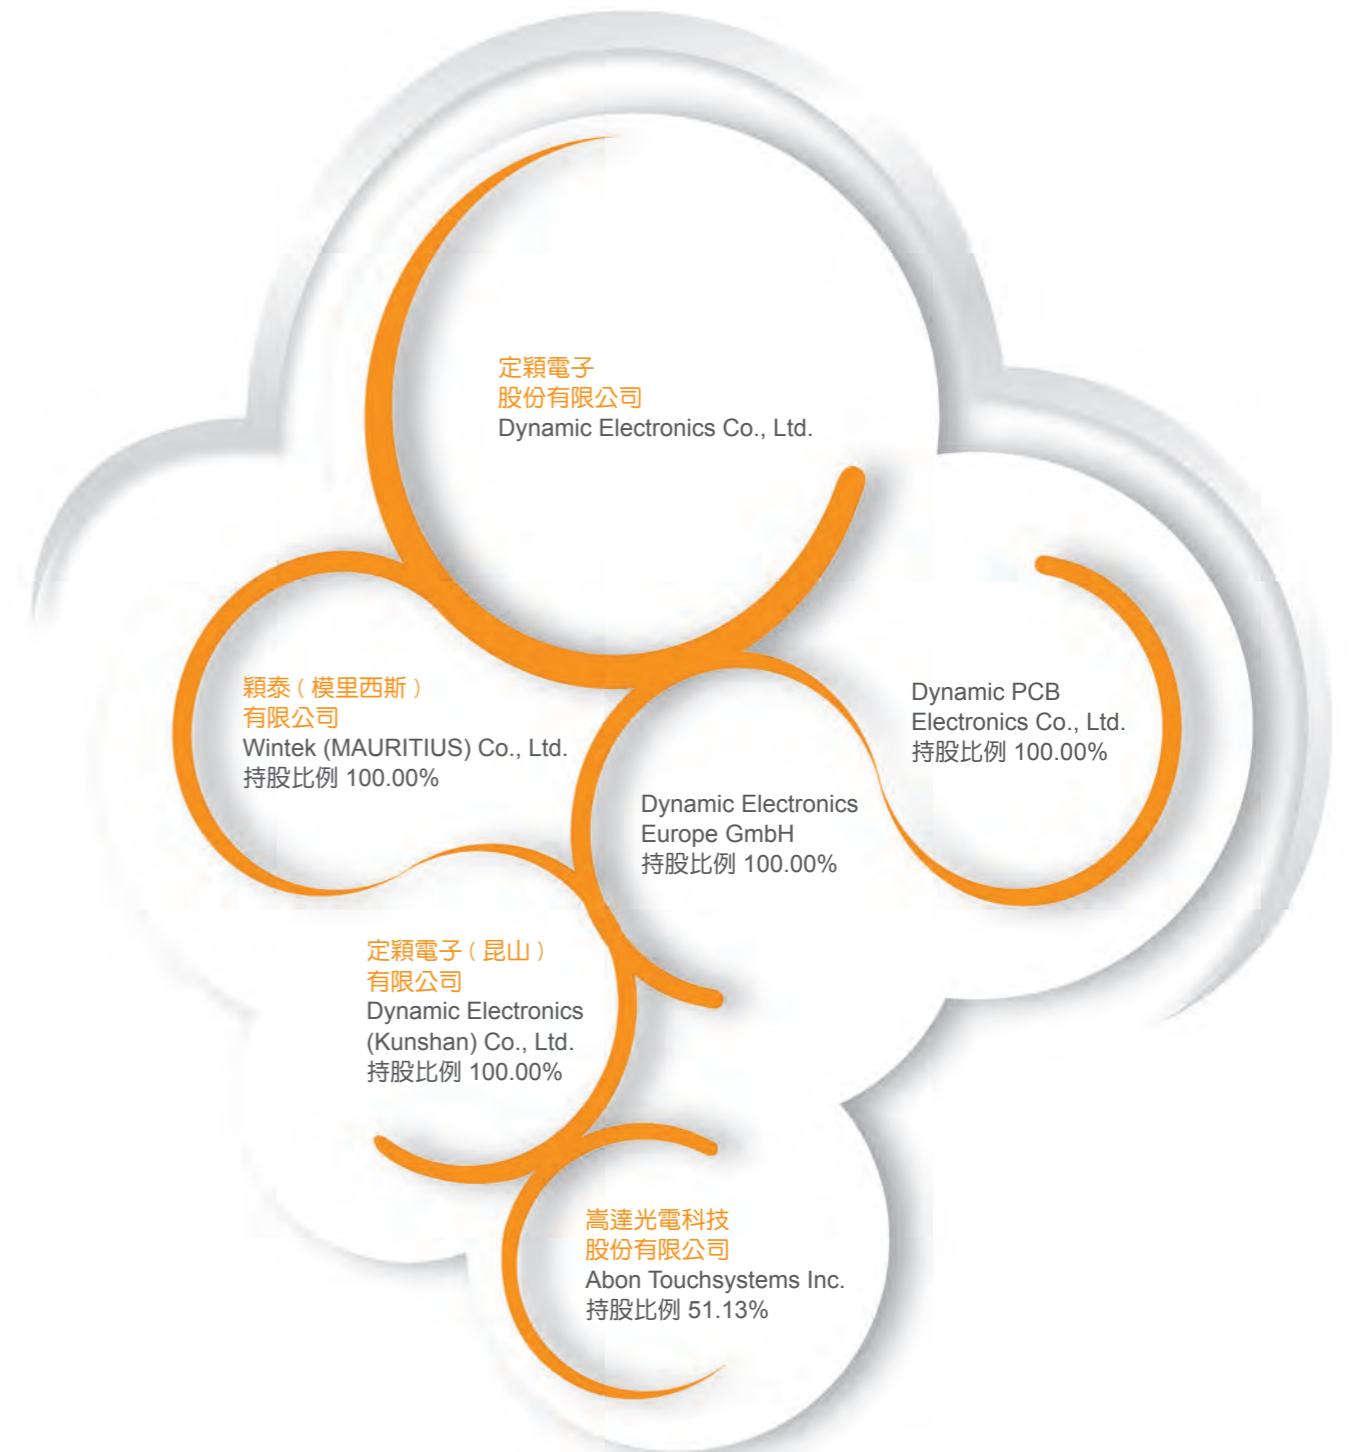 定穎電子
股份有限公司
Dynamic Electronics Co., Ltd.
穎泰（模里西斯）
有限公司
Wintek (MAURITIUS) Co., Ltd.
持股比例 100.00%
Dynamic PCB
Electronics Co., Ltd.
持股比例 100.00%
Dynamic Electronics
Europe GmbH
持股比例 100.00%
定穎電子（昆山）
有限公司
Dynamic Electronics
(Kunshan) Co., Ltd.
持股比例 100.00%
嵩達光電科技
股份有限公司
Abon Touchsystems Inc.
持股比例 51.13%